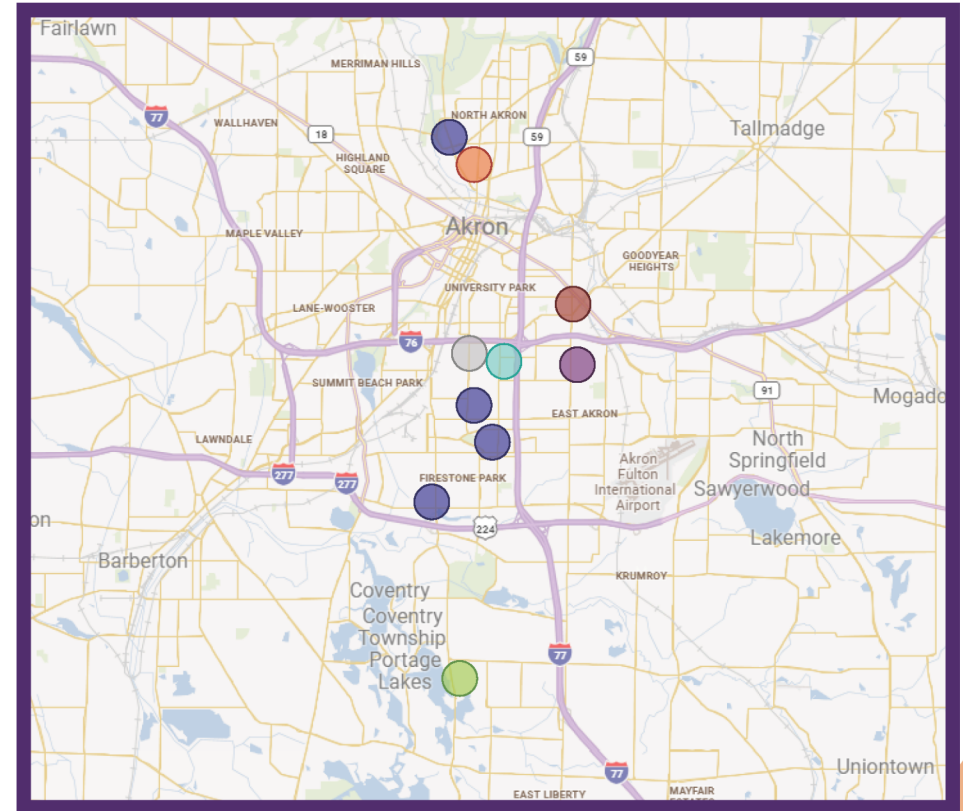 Fairlawn
59
MERRIMAN HILLS
77
NORTH AKRON
WALLHAVEN
18
59
Tallmadge
HIGHLAND
SQUARE
Akron
MAPLE VALLEY
GOODYEAR
HEIGHTS
UNIVERSITY PARK
LANE-WOOSTER
76
SUMMIT BEACH PARK
91
Mogado
EAST AKRON
LAWNDALE
North
Springfield
Akron
Fulton
International
Airport
277
277
FIRESTONE PARK
Sawyerwood
on
224
Lakemore
Barberton
KRUMROY
Coventry
Coventry
Township
Portage
Lakes
77
Uniontown
77
EAST LIBERTY
MAYFAIR